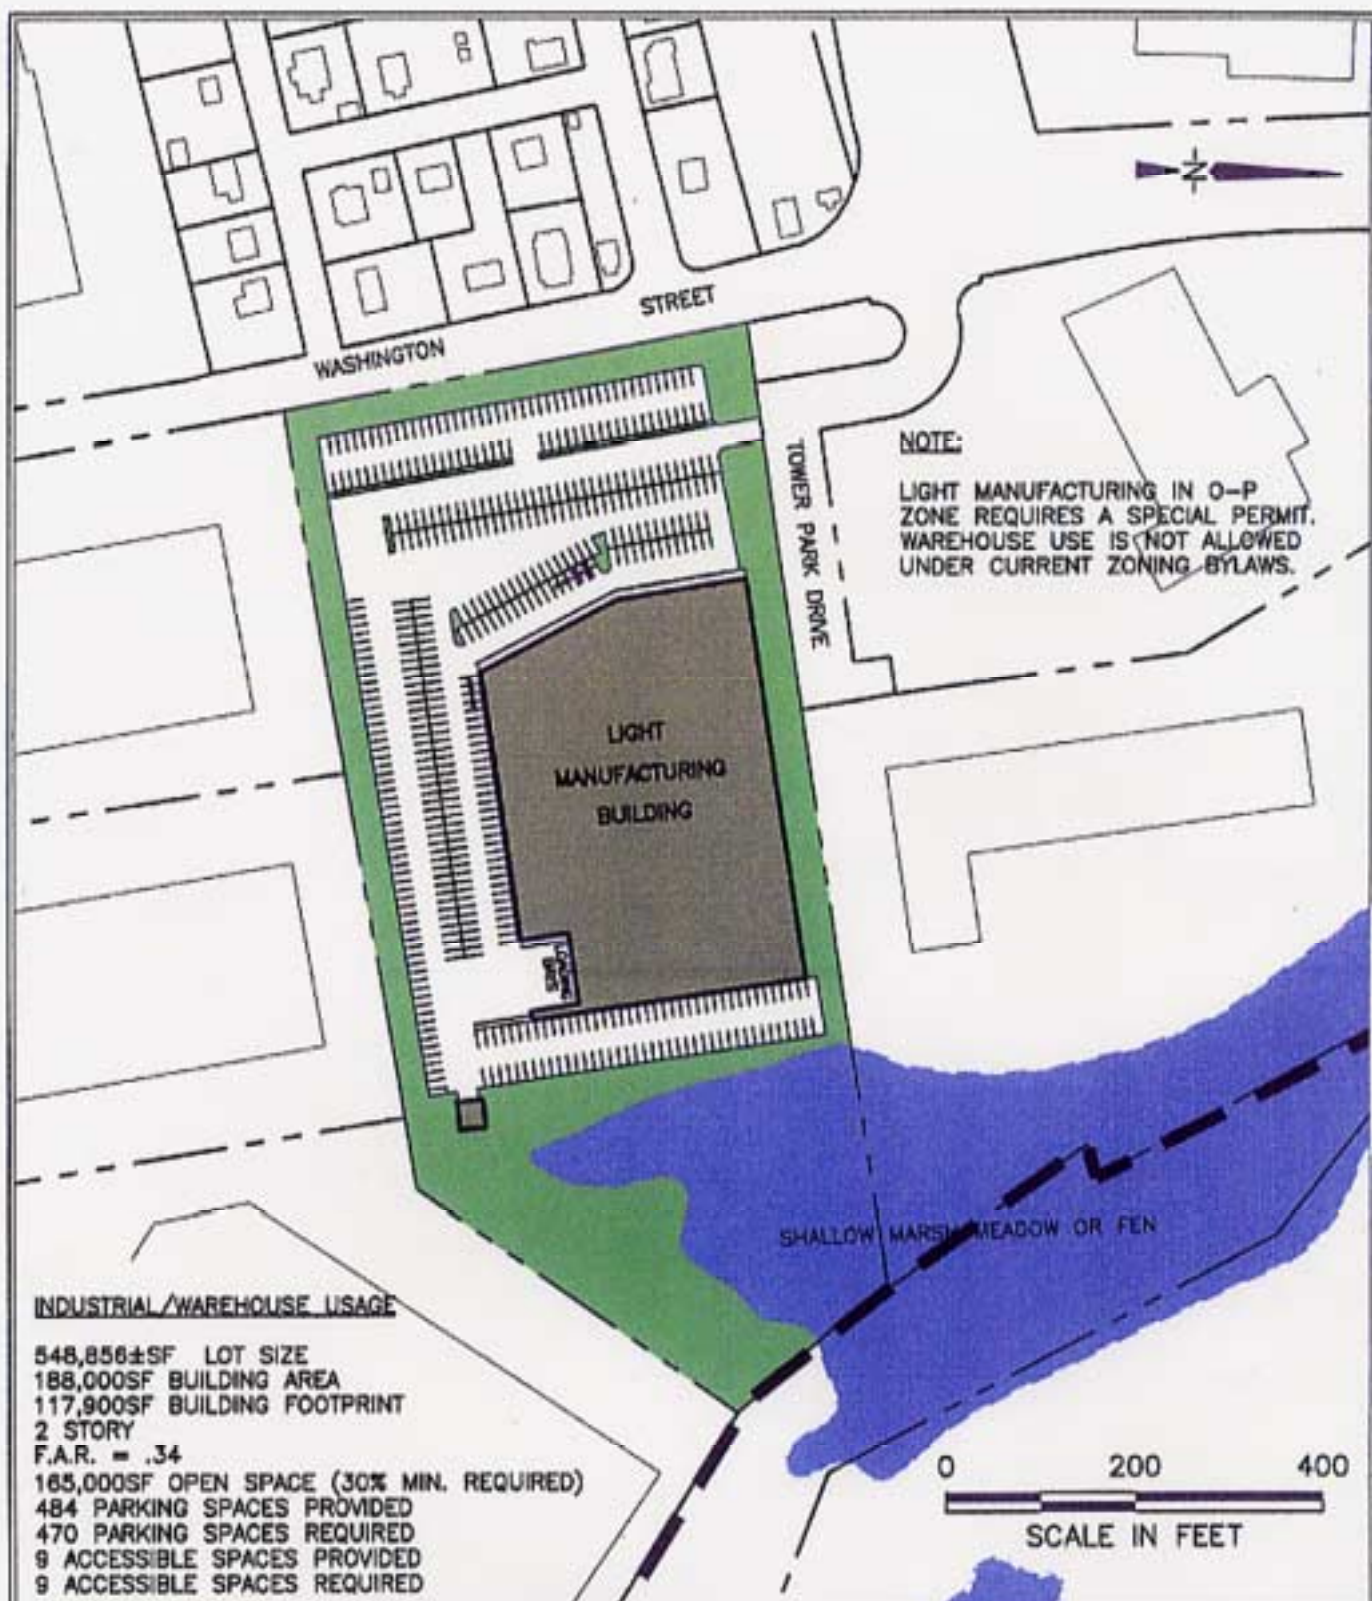 N
STREET
WASHINGTON
TOWER PARK DRIVE
NOTE:
LIGHT MANUFACTURING IN O-P
ZONE REQUIRES A SPECIAL PERMIT.
WAREHOUSE USE IS NOT ALLOWED
UNDER CURRENT ZONING BYLAWS.
LIGHT
MANUFACTURING
BUILDING
LOADING
BAYS
SHALLOW MARSH MEADOW OR FEN
INDUSTRIAL/WAREHOUSE USAGE
548,856±SF LOT SIZE
188,000SF BUILDING AREA
117,900SF BUILDING FOOTPRINT
2 STORY
F.A.R. = .34
165,000SF OPEN SPACE (30% MIN. REQUIRED)
484 PARKING SPACES PROVIDED
470 PARKING SPACES REQUIRED
9 ACCESSIBLE SPACES PROVIDED
9 ACCESSIBLE SPACES REQUIRED
0 200 400
SCALE IN FEET